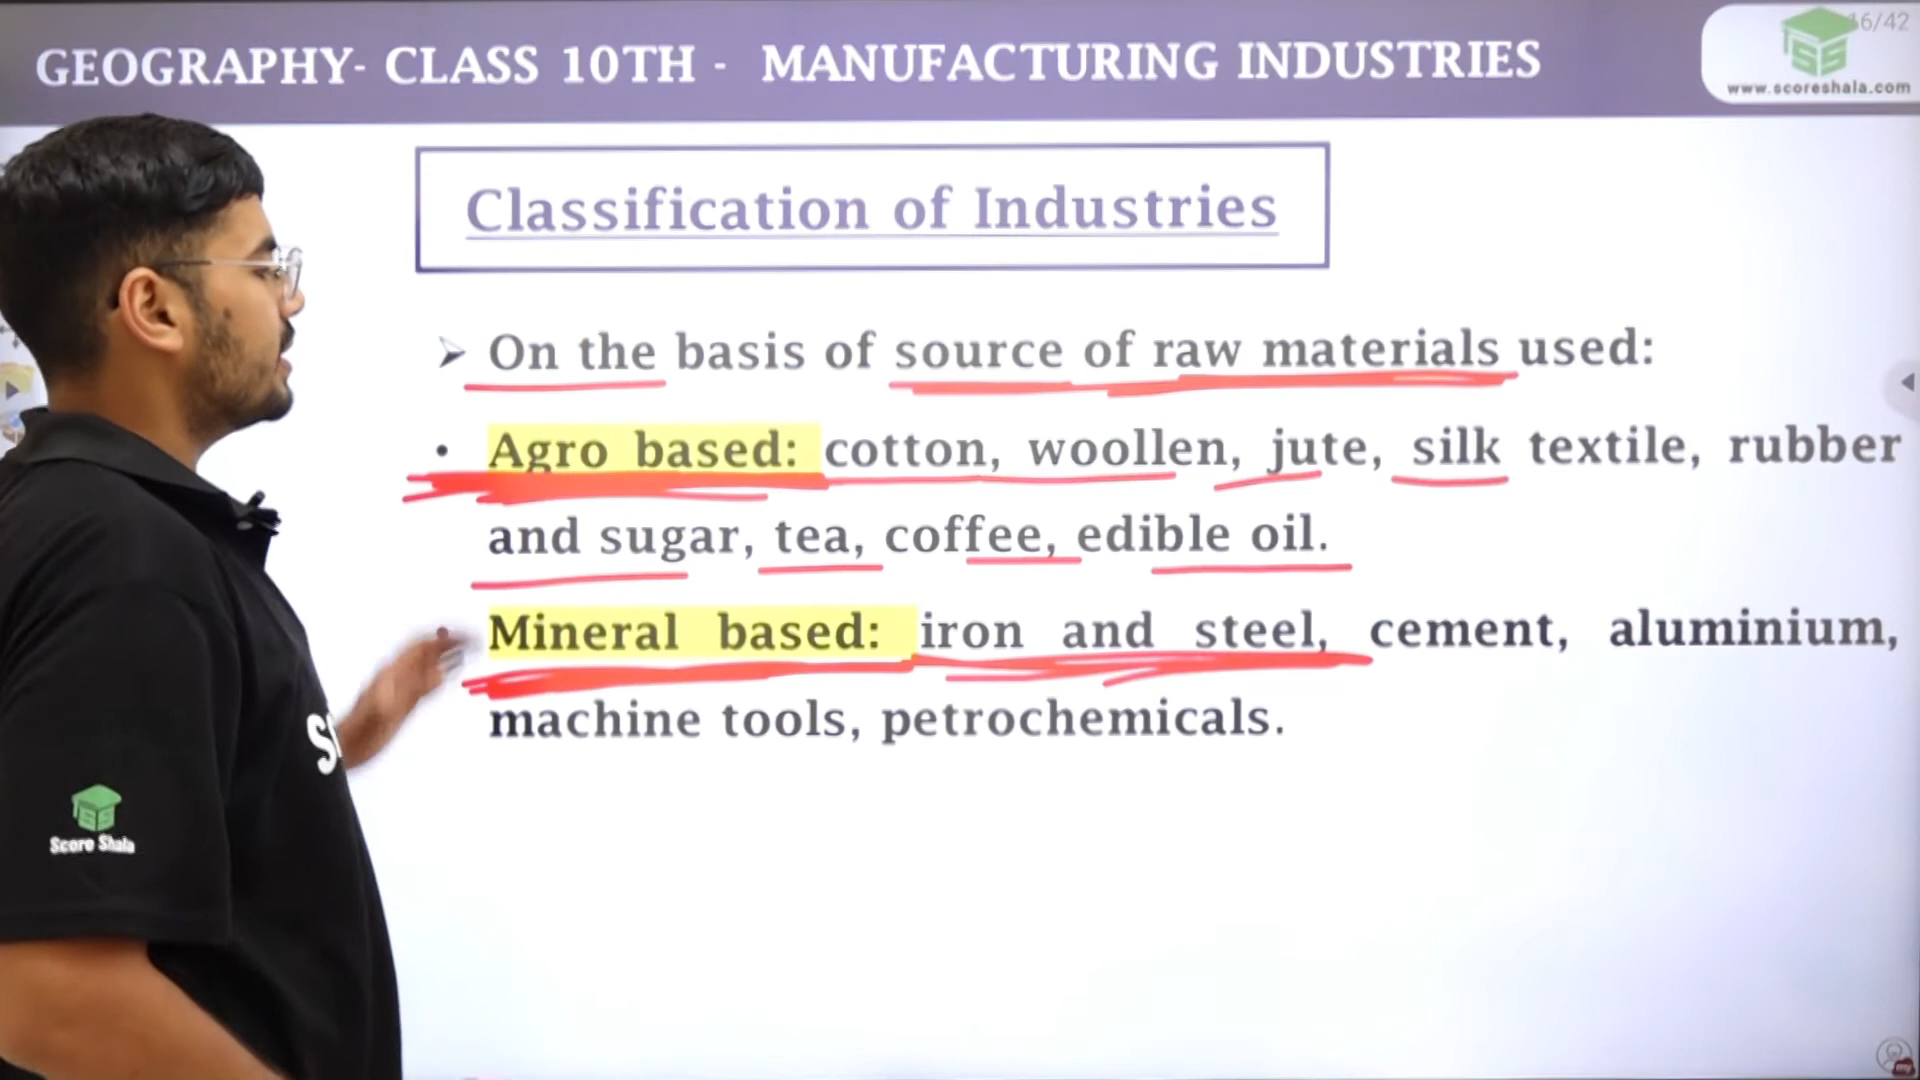 GEOGRAPHY- CLASS 10TH - MANUFACTURING INDUSTRIES
16/42
www.scoreshala.com
Classification of Industries
➤ On the basis of source of raw materials used:
• Agro based: cotton, woollen, jute, silk textile, rubber
and sugar, tea, coffee, edible oil.
Mineral based: iron and steel, cement, aluminium,
machine tools, petrochemicals.
S
Score Shala